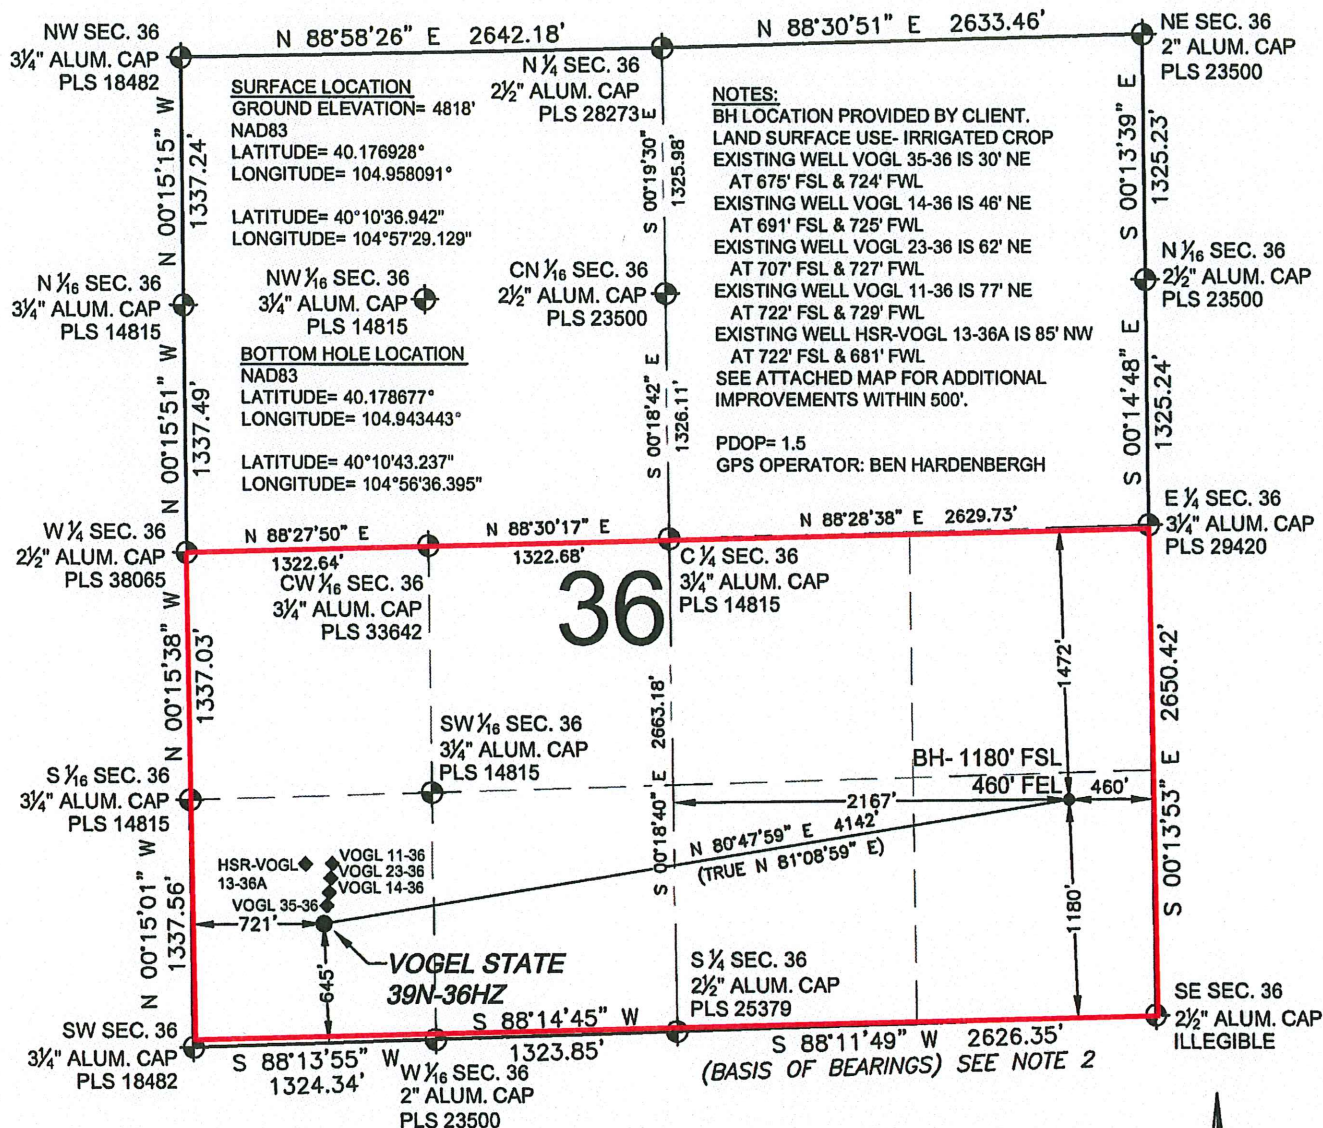 NW SEC. 36
3¼" ALUM. CAP
PLS 18482
N 88°58'26" E 2642.18'
N ¼ SEC. 36
2½" ALUM. CAP
PLS 28273
N 88°30'51" E 2633.46'
NE SEC. 36
2" ALUM. CAP
PLS 23500
SURFACE LOCATION
GROUND ELEVATION= 4818'
NAD83
LATITUDE= 40.176928°
LONGITUDE= 104.958091°
LATITUDE= 40°10'36.942"
LONGITUDE= 104°57'29.129"
NOTES:
BH LOCATION PROVIDED BY CLIENT.
LAND SURFACE USE- IRRIGATED CROP
EXISTING WELL VOGL 35-36 IS 30' NE
AT 675' FSL & 724' FWL
EXISTING WELL VOGL 14-36 IS 46' NE
AT 691' FSL & 725' FWL
EXISTING WELL VOGL 23-36 IS 62' NE
AT 707' FSL & 727' FWL
EXISTING WELL VOGL 11-36 IS 77' NE
AT 722' FSL & 729' FWL
EXISTING WELL HSR-VOGL 13-36A IS 85' NW
AT 722' FSL & 681' FWL
SEE ATTACHED MAP FOR ADDITIONAL
IMPROVEMENTS WITHIN 500'.
PDOP= 1.5
GPS OPERATOR: BEN HARDENBERGH
N 00°15'15" W
1337.24'
S 00°19'30" E
1325.98'
S 00°13'39" E
1325.23'
N 1/16 SEC. 36
3¼" ALUM. CAP
PLS 14815
NW 1/16 SEC. 36
3¼" ALUM. CAP
PLS 14815
CN 1/16 SEC. 36
2½" ALUM. CAP
PLS 23500
N 1/16 SEC. 36
2½" ALUM. CAP
PLS 23500
BOTTOM HOLE LOCATION
NAD83
LATITUDE= 40.178677°
LONGITUDE= 104.943443°
LATITUDE= 40°10'43.237"
LONGITUDE= 104°56'36.395"
N 00°15'51" W
1337.49'
S 00°18'42" E
1326.11'
S 00°14'48" E
1325.24'
W ¼ SEC. 36
2½" ALUM. CAP
PLS 38065
N 88°27'50" E
1322.64'
N 88°30'17" E
1322.68'
N 88°28'38" E 2629.73'
E ¼ SEC. 36
3¼" ALUM. CAP
PLS 29420
CW 1/16 SEC. 36
3¼" ALUM. CAP
PLS 33642
36
C ¼ SEC. 36
3¼" ALUM. CAP
PLS 14815
N 00°15'38" W
1337.03'
1472'
S 00°13'53" E 2650.42'
S 00°18'40" E 2663.18'
SW 1/16 SEC. 36
3¼" ALUM. CAP
PLS 14815
S 1/16 SEC. 36
3¼" ALUM. CAP
PLS 14815
BH- 1180' FSL
460' FEL
2167'
460'
N 80°47'59" E 4142'
(TRUE N 81°08'59" E)
1180'
N 00°15'01" W
1337.56'
HSR-VOGL
13-36A
VOGL 11-36
VOGL 23-36
VOGL 14-36
VOGL 35-36
721'
645'
VOGEL STATE
39N-36HZ
S ¼ SEC. 36
2½" ALUM. CAP
PLS 25379
SW SEC. 36
3¼" ALUM. CAP
PLS 18482
S 88°13'55" W
1324.34'
S 88°14'45" W
1323.85'
S 88°11'49" W 2626.35'
(BASIS OF BEARINGS) SEE NOTE 2
SE SEC. 36
2½" ALUM. CAP
ILLEGIBLE
W 1/16 SEC. 36
2" ALUM. CAP
PLS 23500